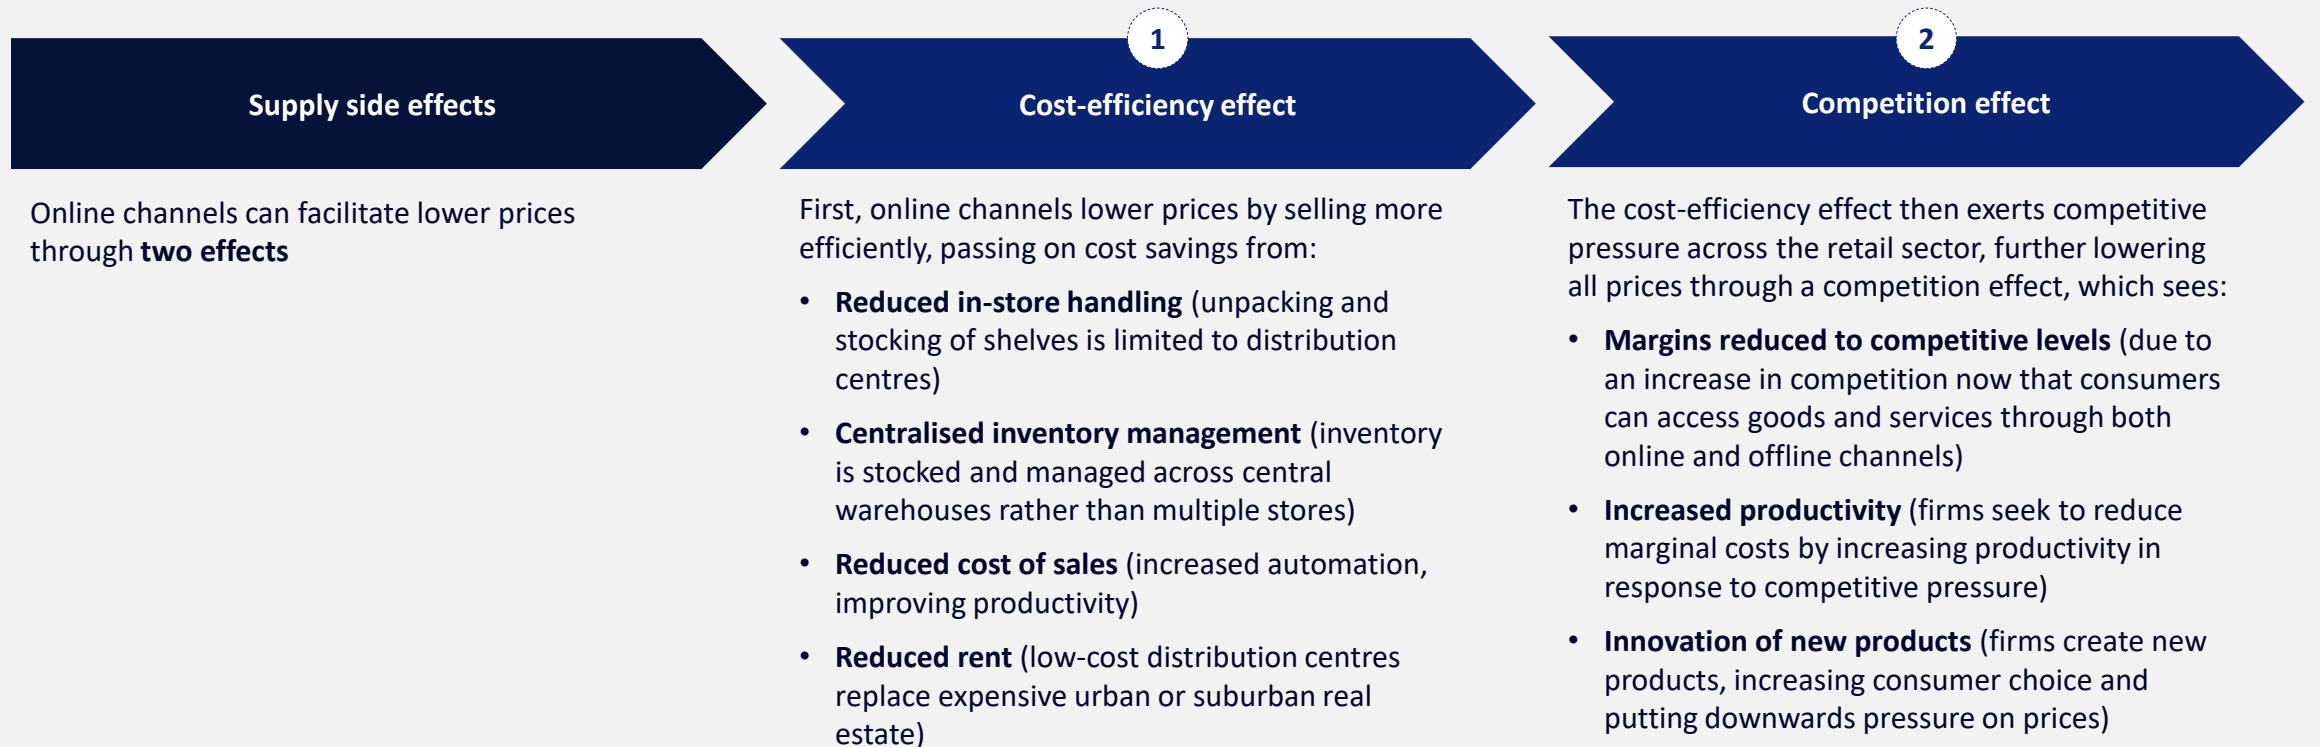 Supply side effects
Online channels can facilitate lower prices
through two effects
1
Cost-efficiency effect
First, online channels lower prices by selling more
efficiently, passing on cost savings from:
• Reduced in-store handling (unpacking and
stocking of shelves is limited to distribution
centres)
• Centralised inventory management (inventory
is stocked and managed across central
warehouses rather than multiple stores)
• Reduced cost of sales (increased automation,
improving productivity)
• Reduced rent (low-cost distribution centres
replace expensive urban or suburban real
estate)
2
Competition effect
The cost-efficiency effect then exerts competitive
pressure across the retail sector, further lowering
all prices through a competition effect, which sees:
• Margins reduced to competitive levels (due to
an increase in competition now that consumers
can access goods and services through both
online and offline channels)
• Increased productivity (firms seek to reduce
marginal costs by increasing productivity in
response to competitive pressure)
• Innovation of new products (firms create new
products, increasing consumer choice and
putting downwards pressure on prices)